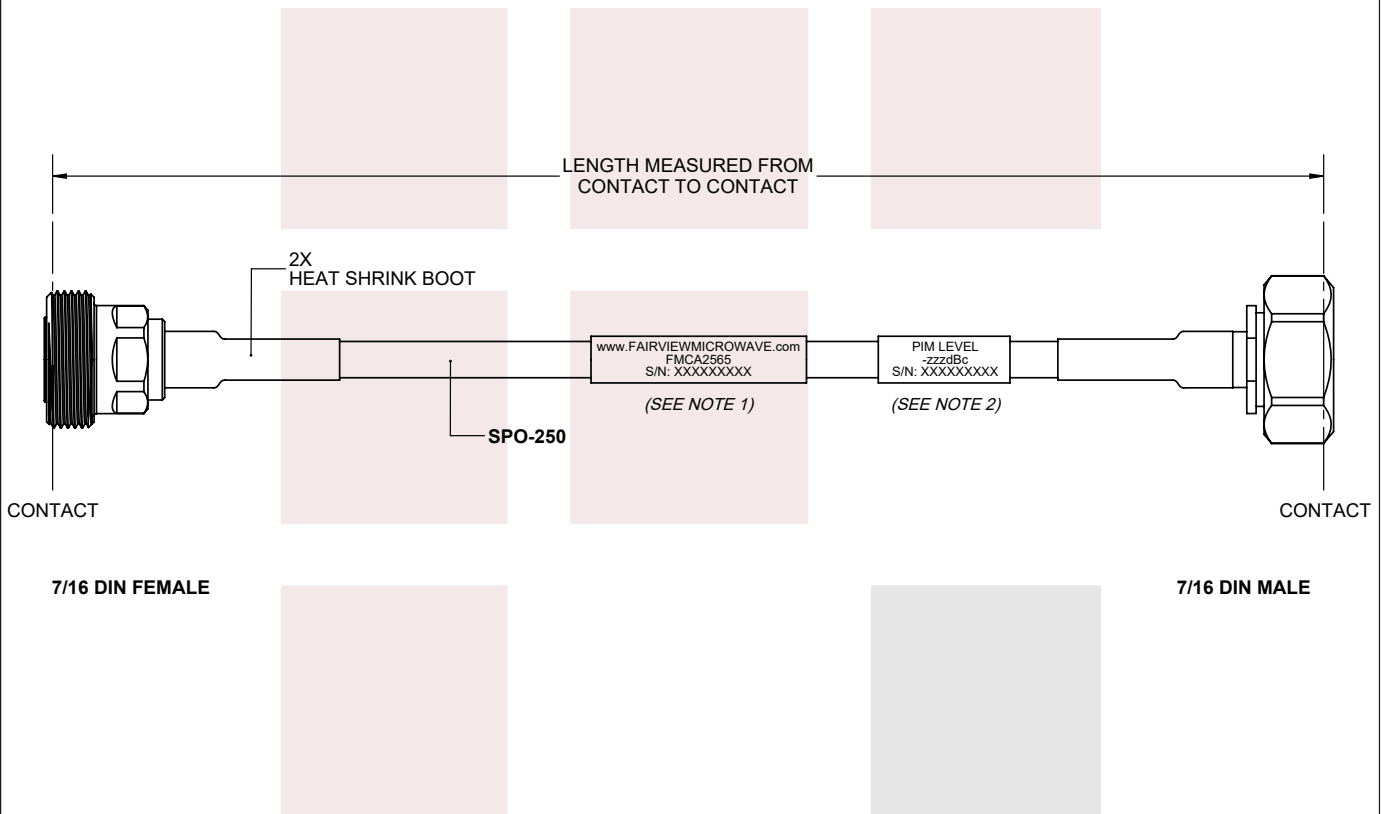 LENGTH MEASURED FROM
CONTACT TO CONTACT
2X
HEAT SHRINK BOOT
www.FAIRVIEWMICROWAVE.com
FMCA2565
S/N: XXXXXXXXX
PIM LEVEL
-zzzdBc
S/N: XXXXXXXXX
(SEE NOTE 1)
(SEE NOTE 2)
SPO-250
CONTACT
CONTACT
7/16 DIN FEMALE
7/16 DIN MALE